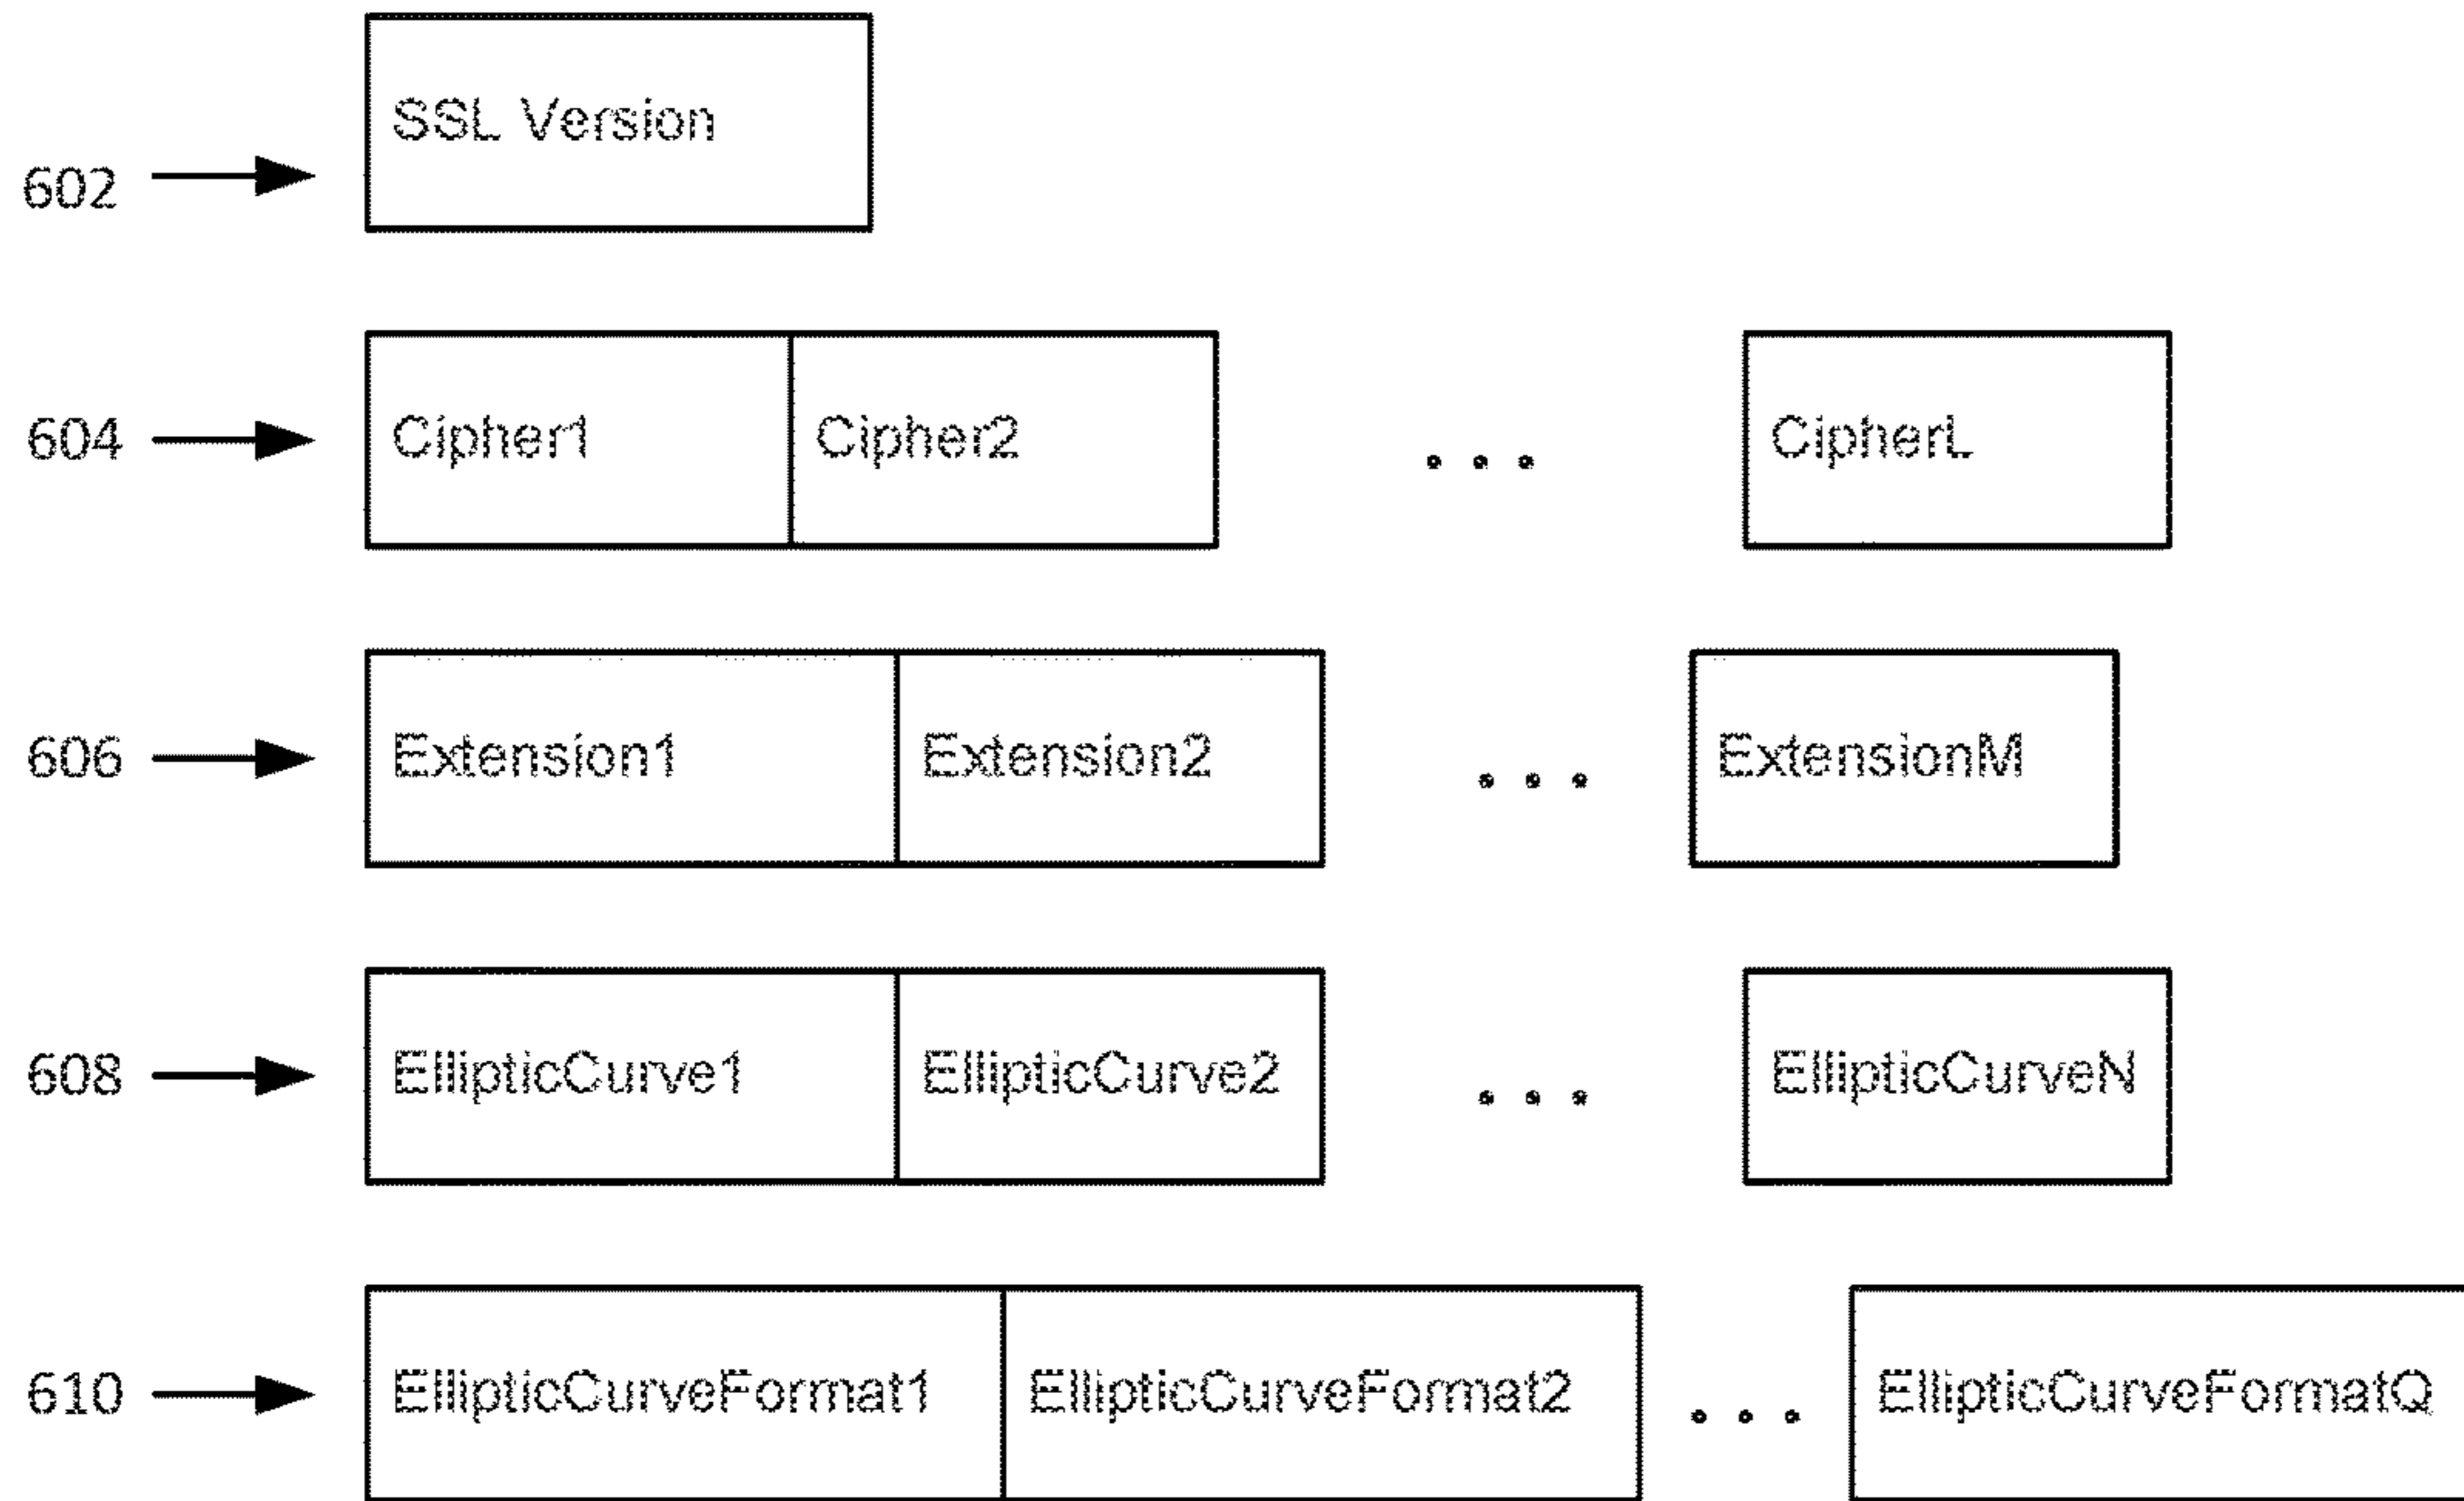 SSL Version
602
604 Cipher1 Cipher2 ... CipherL
606 Extension1 Extension2 ... ExtensionM
608 EllipticCurve1 EllipticCurve2 ... EllipticCurveN
610 EllipticCurveFormat1 EllipticCurveFormat2 ... EllipticCurveFormatQ